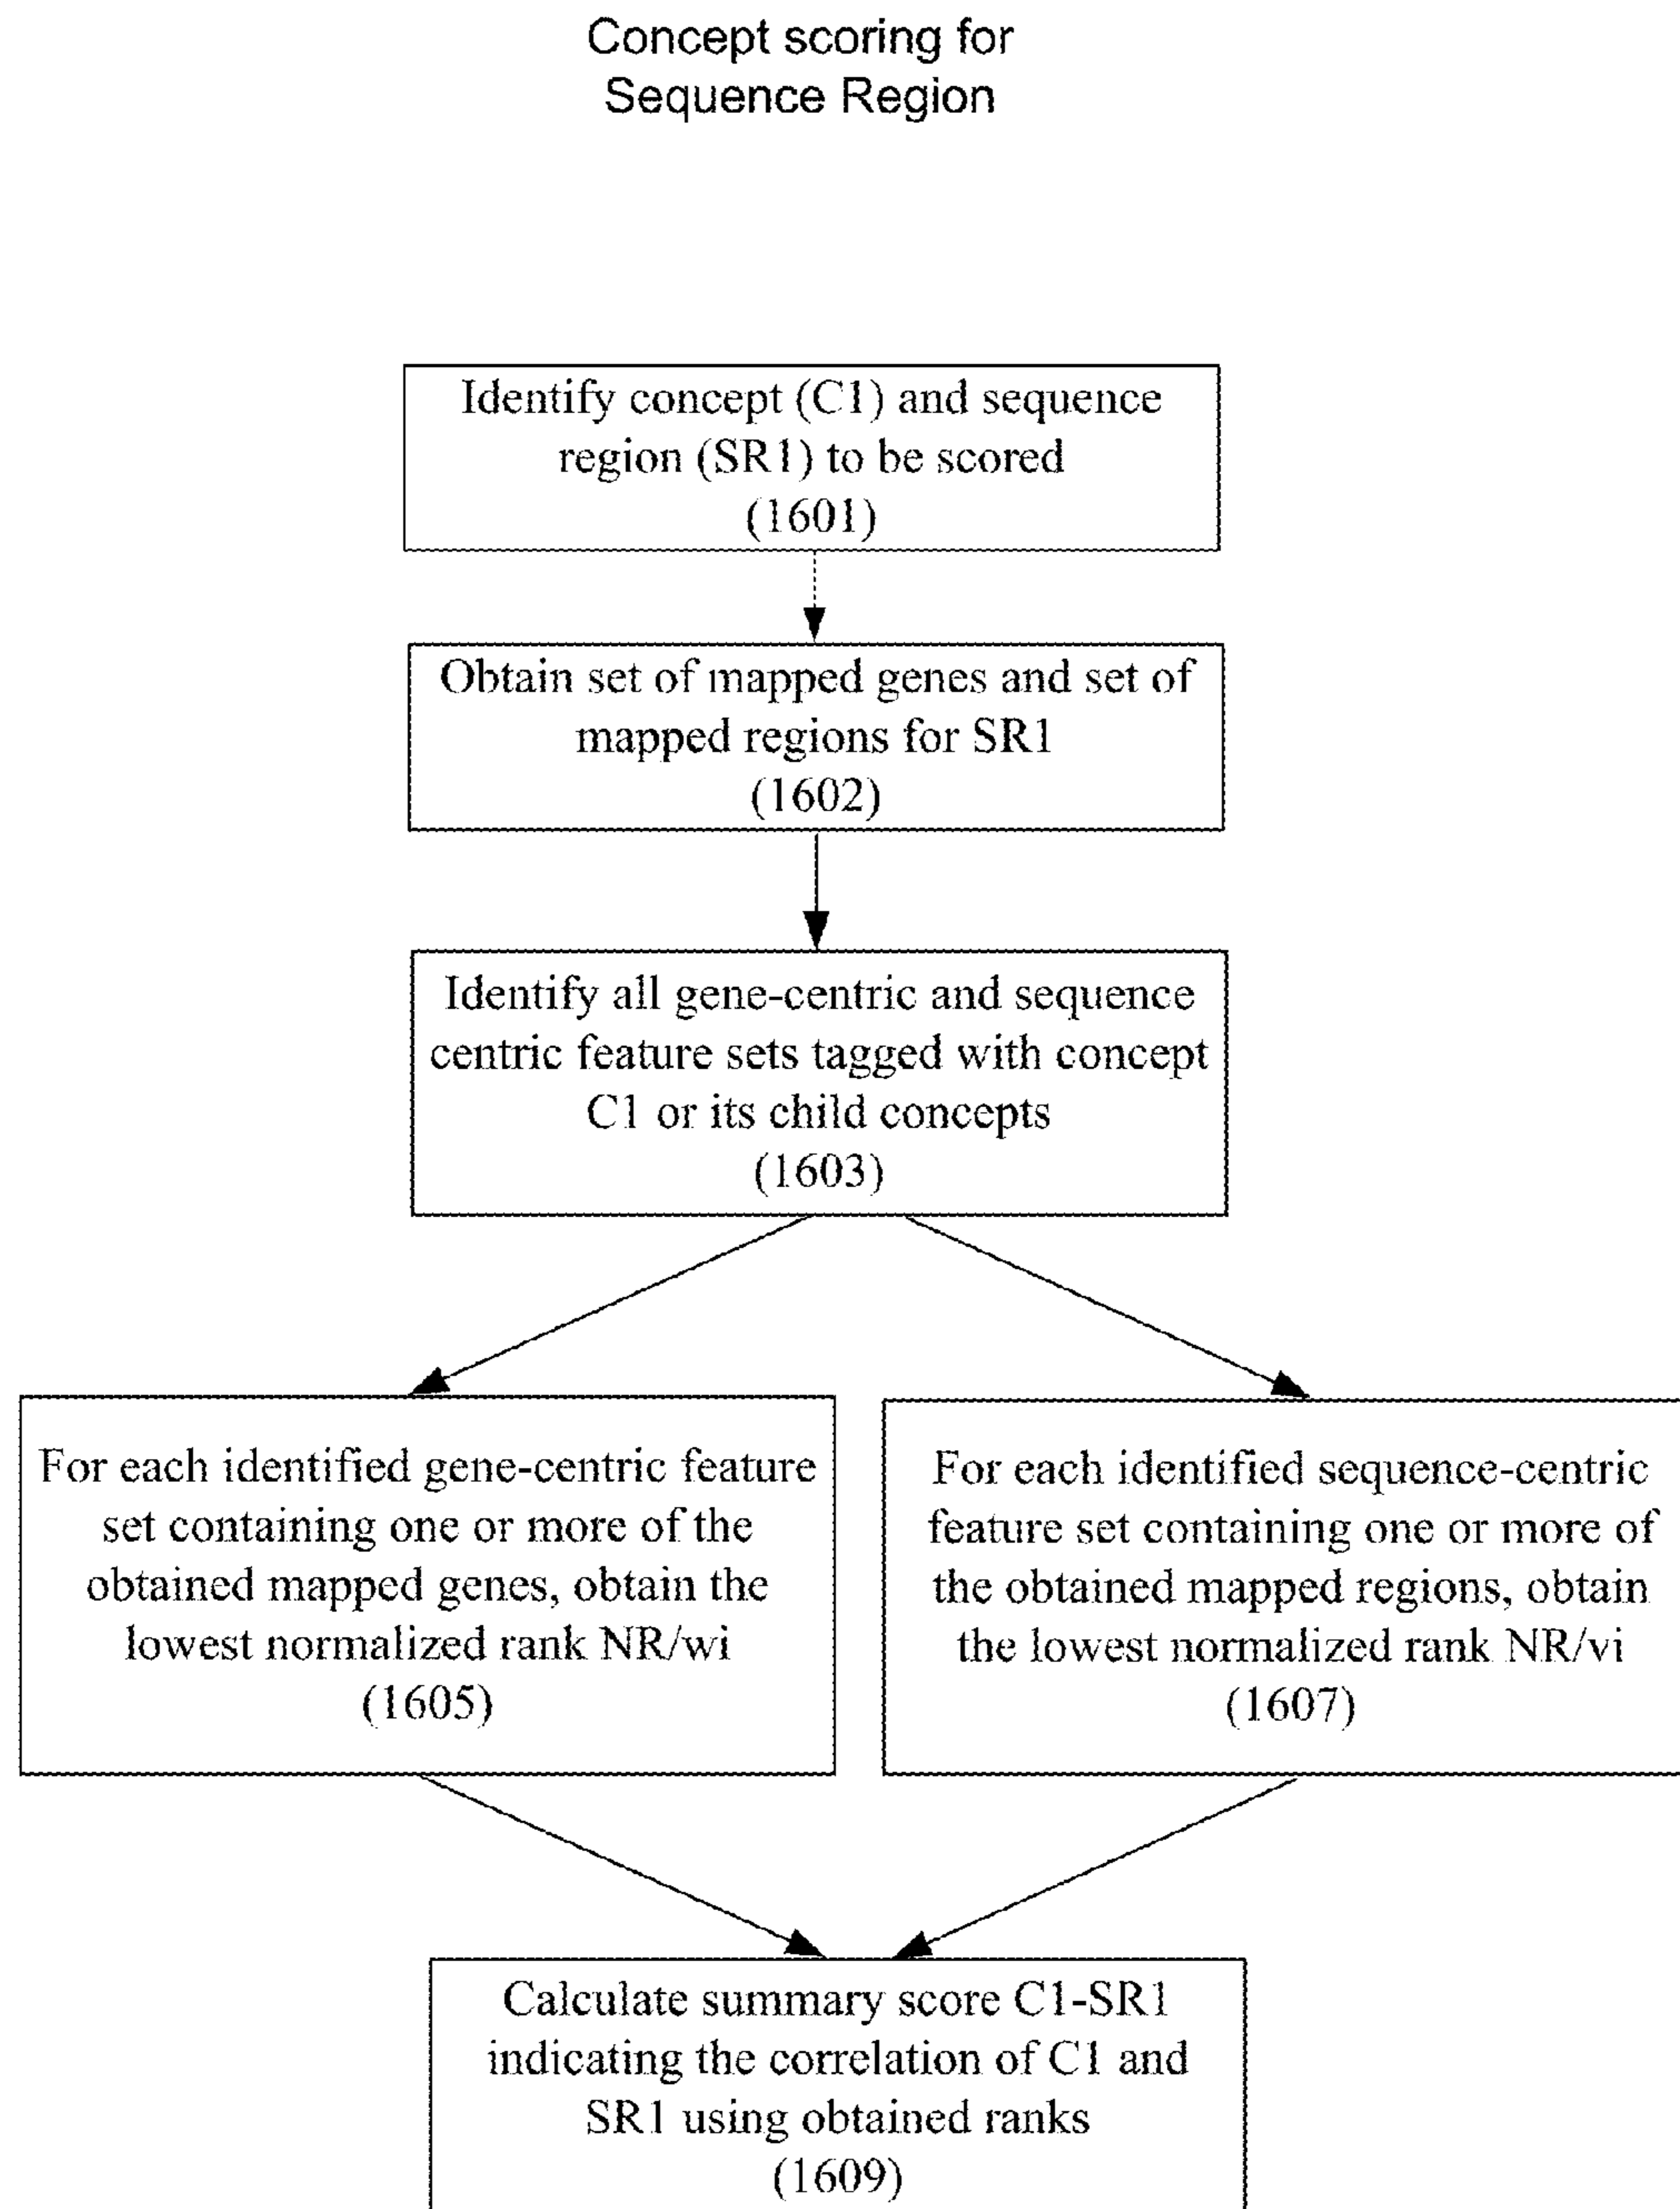 Concept scoring for
Sequence Region
Identify concept (C1) and sequence
region (SR1) to be scored
(1601)
Obtain set of mapped genes and set of
mapped regions for SR1
(1602)
Identify all gene-centric and sequence
centric feature sets tagged with concept
C1 or its child concepts
(1603)
For each identified gene-centric feature
set containing one or more of the
obtained mapped genes, obtain the
lowest normalized rank NR/wi
(1605)
For each identified sequence-centric
feature set containing one or more of
the obtained mapped regions, obtain
the lowest normalized rank NR/vi
(1607)
Calculate summary score C1-SR1
indicating the correlation of C1 and
SR1 using obtained ranks
(1609)